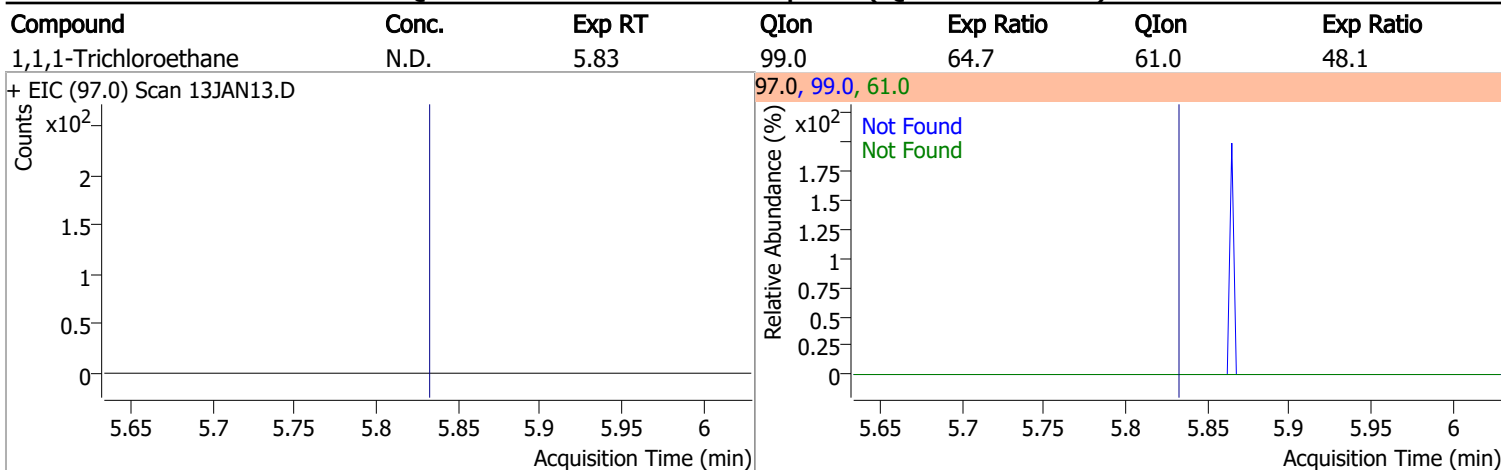 Compound Conc. Exp RT QIon Exp Ratio QIon Exp Ratio
1,1,1-Trichloroethane N.D. 5.83 99.0 64.7 61.0 48.1
+ EIC (97.0) Scan 13JAN13.D
Counts
x10²
2
1.5
1
0.5
0
5.65 5.7 5.75 5.8 5.85 5.9 5.95 6
Acquisition Time (min)
97.0, 99.0, 61.0
Relative Abundance (%)
x10²
Not Found
Not Found
1.75
1.5
1.25
1
0.75
0.5
0.25
0
5.65 5.7 5.75 5.8 5.85 5.9 5.95 6
Acquisition Time (min)